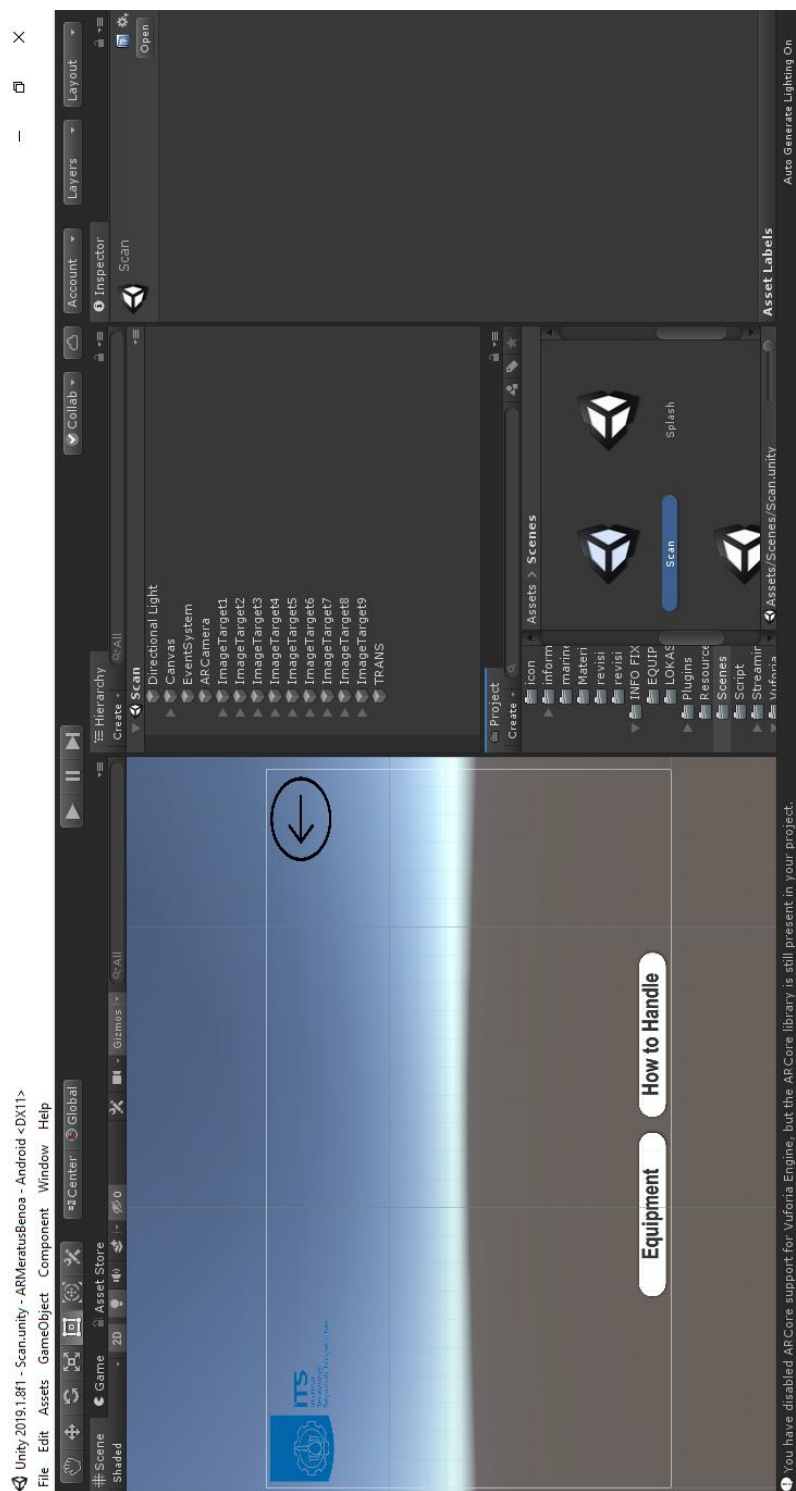 Unity 2019.1.8f1 - Scan.unity - ARMeratusBenoa - Android <DX11>
File Edit Assets GameObject Component Window Help
Center Global
Collab
Account
Layers
Layout
Scene
Game
Asset Store
Shaded
2D
0
Gizmos
All
ITS
Institut
Teknologi
Sepuluh Nopember
Equipment
How to Handle
Hierarchy
Create
All
Scan
Directional Light
Canvas
EventSystem
ARCamera
ImageTarget1
ImageTarget2
ImageTarget3
ImageTarget4
ImageTarget5
ImageTarget6
ImageTarget7
ImageTarget8
ImageTarget9
TRANS
Project
Create
icon
inform
marine
Materi
revisi
revisi
INFO FIX
EQUIP
LOKAS
Plugins
Resource
Scenes
Script
Streamin
Vuforia
Assets > Scenes
Scan
Splash
Assets/Scenes/Scan.unity
Inspector
Scan
Open
Asset Labels
You have disabled ARCore support for Vuforia Engine, but the ARCore library is still present in your project.
Auto Generate Lighting On